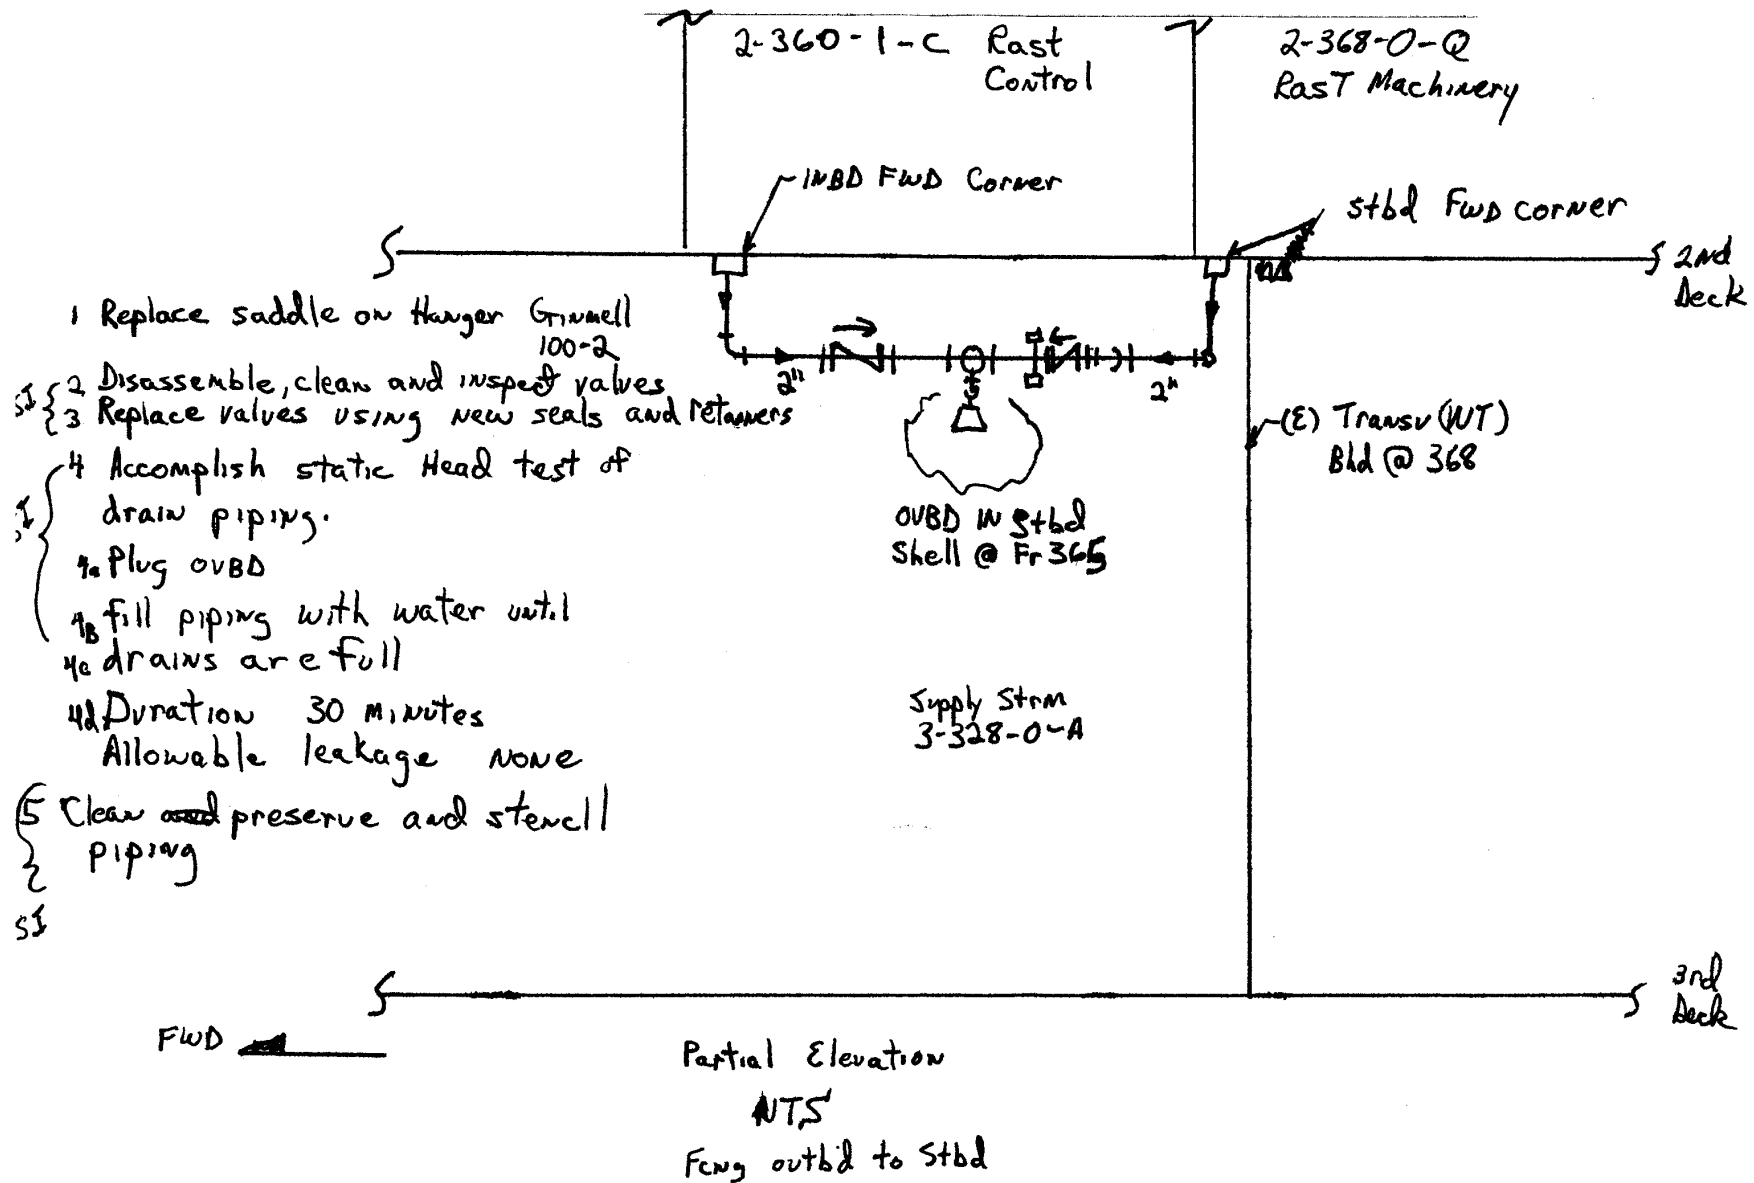 2-360-1-C Rast
Control
2-368-0-Q
RasT Machinery
INBD FWD Corner
Stbd FWD CORNER
2nd
Deck
1 Replace saddle on Hanger Grinnell
100-2
SI
2 Disassemble, clean and inspect valves
3 Replace valves using new seals and retainers
2"
2"
(E) Transv (WT)
Bhd @ 368
SI
4 Accomplish static Head test of
drain piping.
4a Plug OVBD
4B fill piping with water until
4c drains are full
4d Duration 30 Minutes
Allowable leakage NONE
OVBD IN Stbd
Shell @ Fr 365
Supply Strm
3-328-0-A
5 Clean preserve and stencil
piping
SI
3rd
Deck
FWD
Partial Elevation
NTS
Fcng outb'd to Stbd